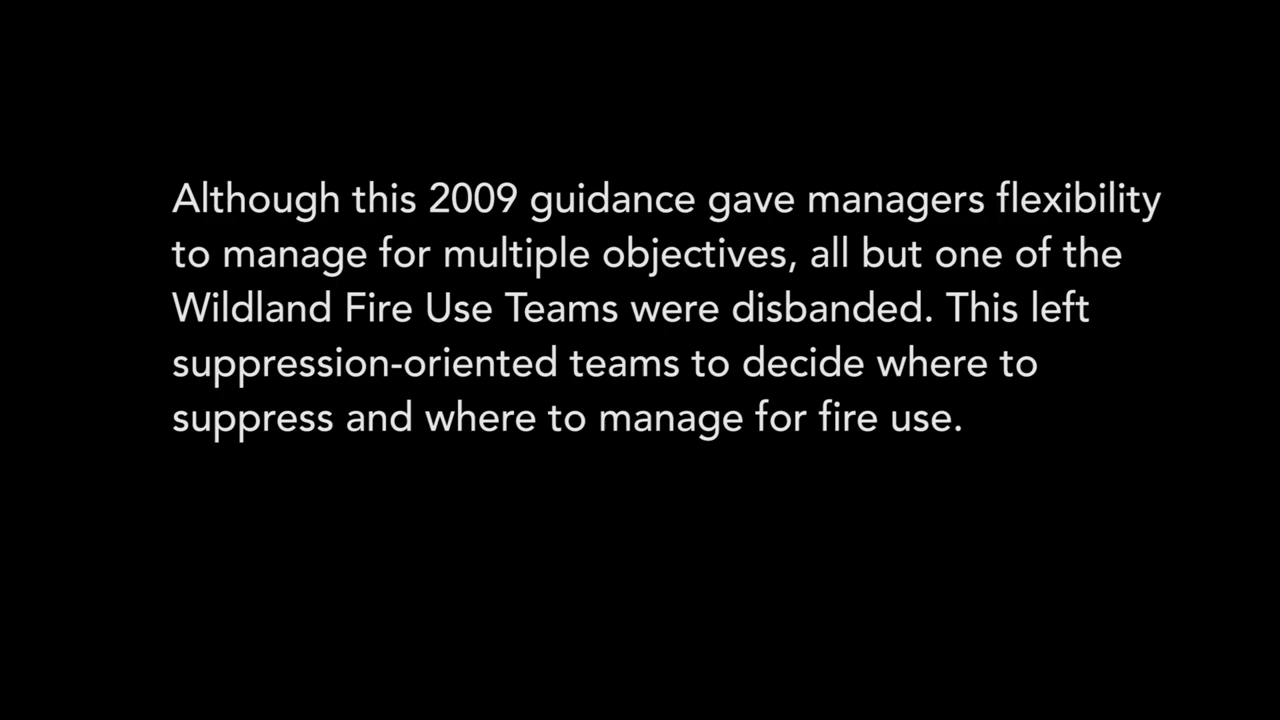 Although this 2009 guidance gave managers flexibility
to manage for multiple objectives, all but one of the
Wildland Fire Use Teams were disbanded. This left
suppression-oriented teams to decide where to
suppress and where to manage for fire use.